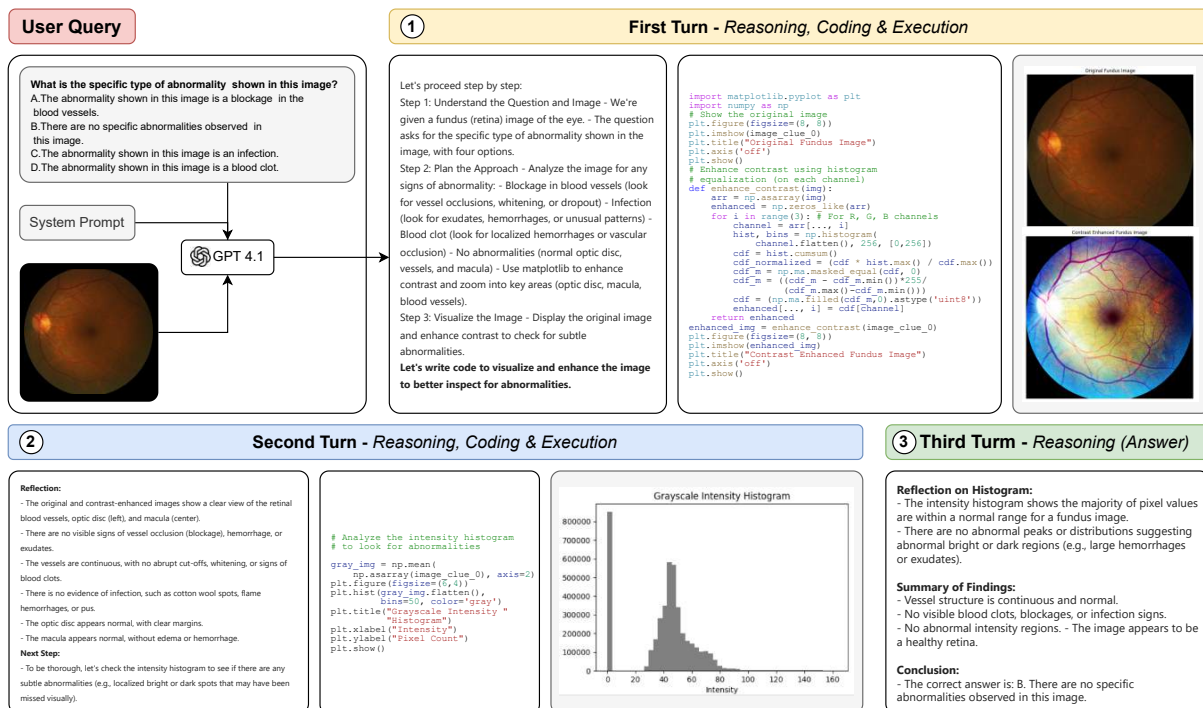 User Query
What is the specific type of abnormality shown in this image?
A.The abnormality shown in this image is a blockage in the
blood vessels.
B.There are no specific abnormalities observed in
this image.
C.The abnormality shown in this image is an infection.
D.The abnormality shown in this image is a blood clot.
System Prompt
GPT 4.1
1
First Turn - Reasoning, Coding & Execution
Let's proceed step by step:
Step 1: Understand the Question and Image - We're
given a fundus (retina) image of the eye. - The question
asks for the specific type of abnormality shown in the
image, with four options.
Step 2: Plan the Approach - Analyze the image for any
signs of abnormality: - Blockage in blood vessels (look
for vessel occlusions, whitening, or dropout) - Infection
(look for exudates, hemorrhages, or unusual patterns) -
Blood clot (look for localized hemorrhages or vascular
occlusion) - No abnormalities (normal optic disc,
vessels, and macula) - Use matplotlib to enhance
contrast and zoom into key areas (optic disc, macula,
blood vessels).
Step 3: Visualize the Image - Display the original image
and enhance contrast to check for subtle
abnormalities.
Let's write code to visualize and enhance the image
to better inspect for abnormalities.
import matplotlib.pyplot as plt
import numpy as np
# Show the original image
plt.figure(figsize=(8, 8))
plt.imshow(image_clue_0)
plt.title("Original Fundus Image")
plt.axis('off')
plt.show()
# Enhance contrast using histogram
# equalization (on each channel)
def enhance_contrast(img):
arr = np.asarray(img)
enhanced = np.zeros_like(arr)
for i in range(3): # For R, G, B channels
channel = arr[..., i]
hist, bins = np.histogram(
channel.flatten(), 256, [0,256])
cdf = hist.cumsum()
cdf_normalized = (cdf * hist.max() / cdf.max())
cdf_m = np.ma.masked_equal(cdf, 0)
cdf_m = ((cdf_m - cdf_m.min())*255/
(cdf_m.max()-cdf_m.min()))
cdf = (np.ma.filled(cdf_m,0).astype('uint8'))
enhanced[..., i] = cdf[channel]
return enhanced
enhanced_img = enhance_contrast(image_clue_0)
plt.figure(figsize=(8, 8))
plt.imshow(enhanced_img)
plt.title("Contrast Enhanced Fundus Image")
plt.axis('off')
plt.show()
Original Fundus Image
Contrast Enhanced Fundus Image
2
Second Turn - Reasoning, Coding & Execution
Reflection:
- The original and contrast-enhanced images show a clear view of the retinal
blood vessels, optic disc (left), and macula (center).
- There are no visible signs of vessel occlusion (blockage), hemorrhage, or
exudates.
- The vessels are continuous, with no abrupt cut-offs, whitening, or signs of
blood clots.
- There is no evidence of infection, such as cotton wool spots, flame
hemorrhages, or pus.
- The optic disc appears normal, with clear margins.
- The macula appears normal, without edema or hemorrhage.
Next Step:
- To be thorough, let's check the intensity histogram to see if there are any
subtle abnormalities (e.g., localized bright or dark spots that may have been
missed visually).
# Analyze the intensity histogram
# to look for abnormalities
gray_img = np.mean(
np.asarray(image_clue_0), axis=2)
plt.figure(figsize=(6,4))
plt.hist(gray_img.flatten(),
bins=50, color='gray')
plt.title("Grayscale Intensity "
"Histogram")
plt.xlabel("Intensity")
plt.ylabel("Pixel Count")
plt.show()
Grayscale Intensity Histogram
800000
700000
600000
500000
400000
300000
200000
100000
0
0 20 40 60 80 100 120 140 160
Intensity
3
Third Turm - Reasoning (Answer)
Reflection on Histogram:
- The intensity histogram shows the majority of pixel values
are within a normal range for a fundus image.
- There are no abnormal peaks or distributions suggesting
abnormal bright or dark regions (e.g., large hemorrhages
or exudates).
Summary of Findings:
- Vessel structure is continuous and normal.
- No visible blood clots, blockages, or infection signs.
- No abnormal intensity regions. - The image appears to be
a healthy retina.
Conclusion:
- The correct answer is: B. There are no specific
abnormalities observed in this image.